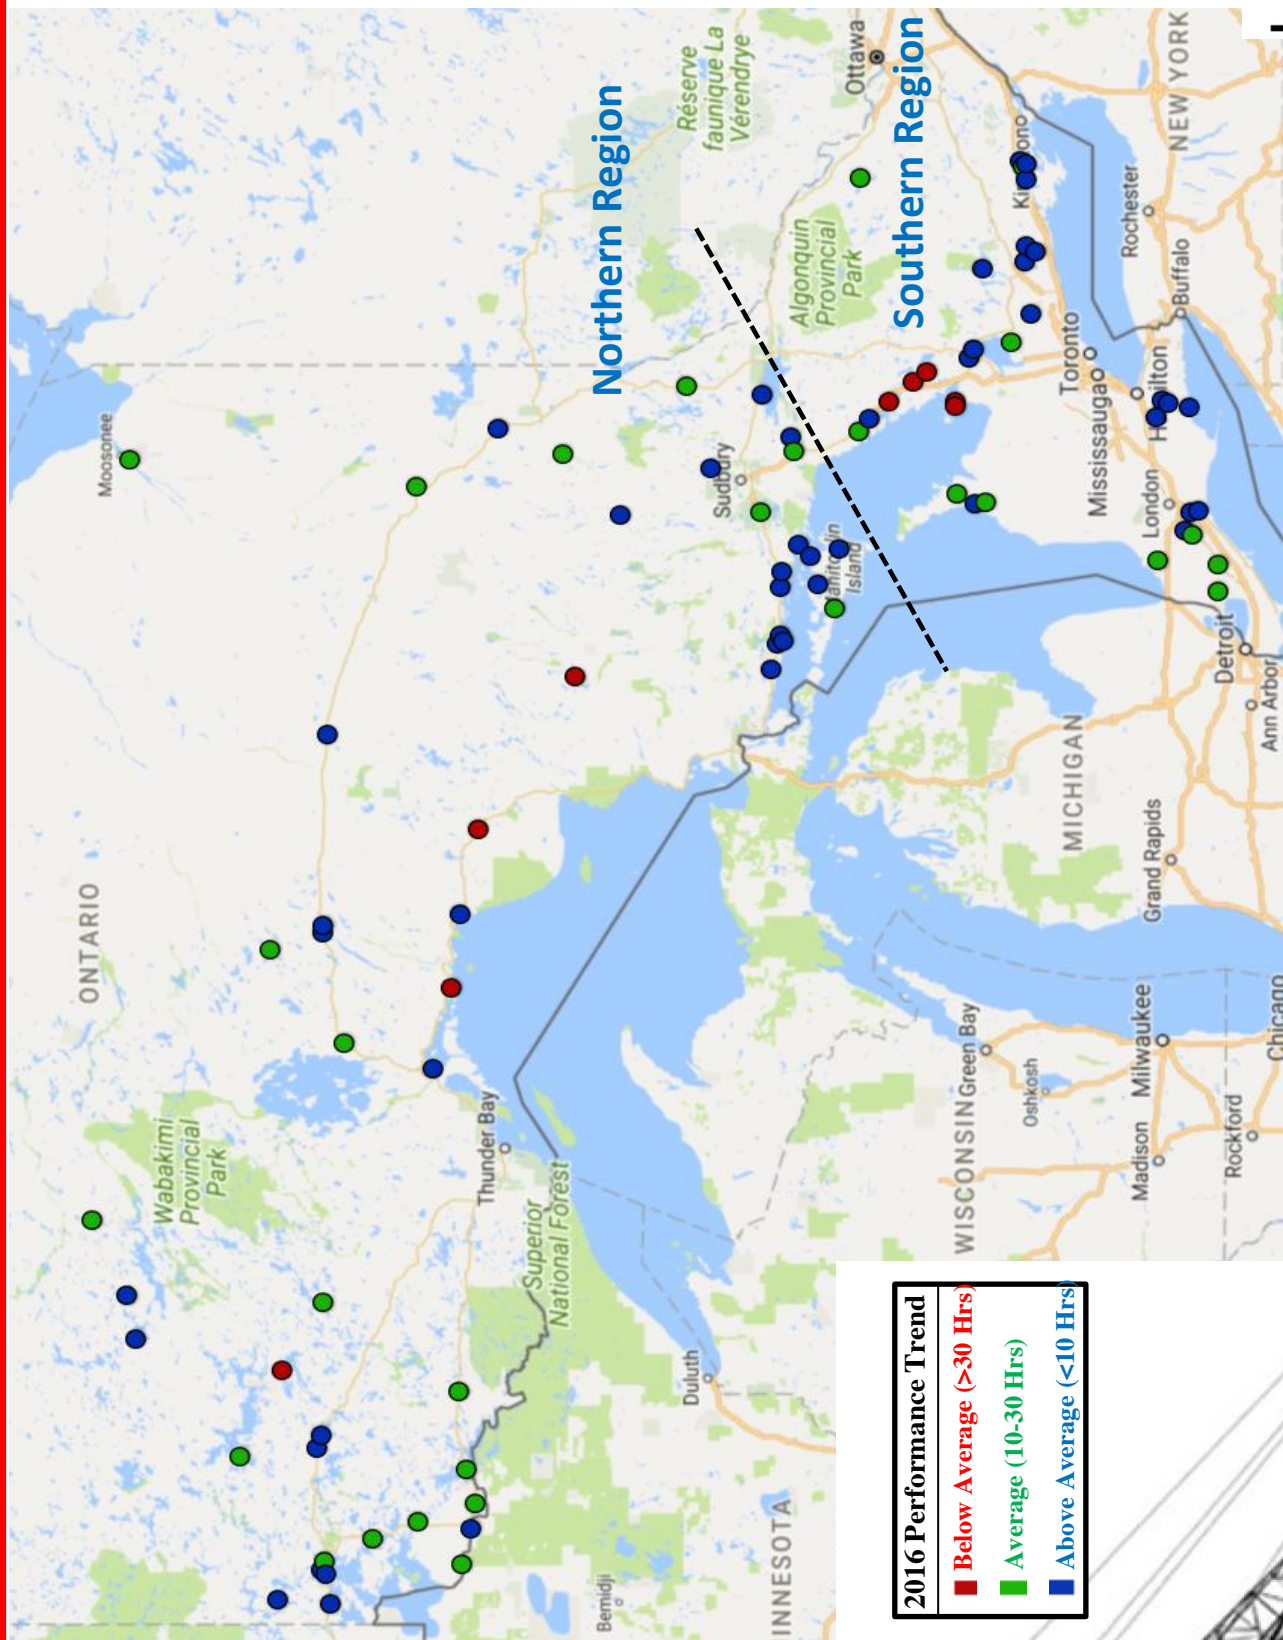 ONTARIO
Moosonee
Wabakimi
Provincial
Park
Thunder Bay
Superior
National Forest
Northern Region
Bemidji
Duluth
Réserve
faunique La
Vérendrye
Sudbury
INNESOTA
Algonquin
Provincial
Park
Island
Ottawa
Southern Region
2016 Performance Trend
Below Average (>30 Hrs)
Average (10-30 Hrs)
Above Average (<10 Hrs)
WISCONSIN
Green Bay
Oshkosh
Toronto
MICHIGAN
Mississauga
Rochester
Madison
Milwaukee
London
Grand Rapids
NEW YORK
Buffalo
Detroit
Rockford
Ann Arbor
Chicago